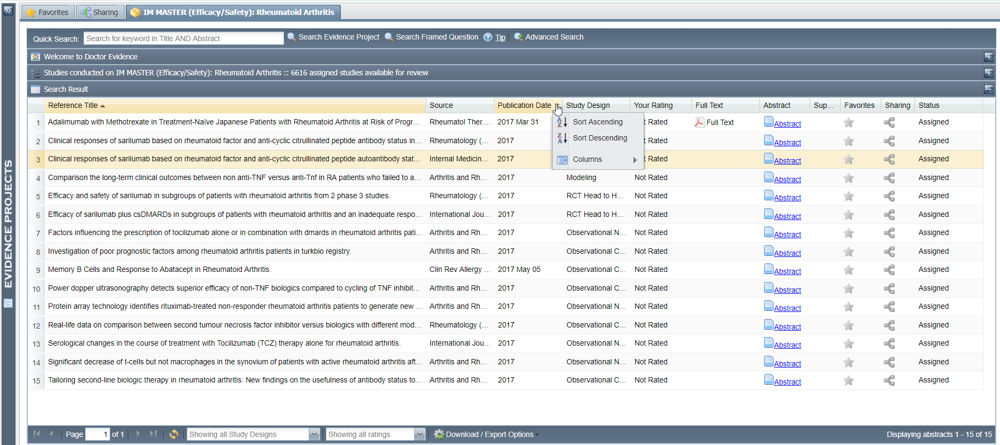 Favorites Sharing IM MASTER (Efficacy/Safety): Rheumatoid Arthritis
EVIDENCE PROJECTS
Quick Search: Search for keyword in Title AND Abstract Search Evidence Project Search Framed Question Tip Advanced Search
Welcome to Doctor Evidence
Studies conducted on IM MASTER (Efficacy/Safety): Rheumatoid Arthritis :: 6616 assigned studies available for review
Search Result
Reference Title Source Publication Date Study Design Your Rating Full Text Abstract Sup... Favorites Sharing Status
1 Adalimumab with Methotrexate in Treatment-Naïve Japanese Patients with Rheumatoid Arthritis at Risk of Progr... Rheumatol Ther.... 2017 Mar 31 Rated Full Text Abstract Assigned
Sort Ascending
2 Clinical responses of sarilumab based on rheumatoid factor and anti-cyclic citrullinated peptide antibody status in... Rheumatology (... 2017 Rated Abstract Assigned
Sort Descending
3 Clinical responses of sarilumab based on rheumatoid factor and anti-cyclic citrullinated peptide autoantibody stat... Internal Medicin... 2017 Rated Abstract Assigned
Columns
4 Comparison the long-term clinical outcomes between non anti-TNF versus anti-Tnf in RA patients who failed to a... Arthritis and Rh... 2017 Modeling Not Rated Abstract Assigned
5 Efficacy and safety of sarilumab in subgroups of patients with rheumatoid arthritis from 2 phase 3 studies. Rheumatology (... 2017 RCT Head to H... Not Rated Abstract Assigned
6 Efficacy of sarilumab plus csDMARDs in subgroups of patients with rheumatoid arthritis and an inadequate respo... International Jou... 2017 RCT Head to H... Not Rated Abstract Assigned
7 Factors influencing the prescription of tocilizumab alone or in combination with dmards in rheumatoid arthritis pati... Arthritis and Rh... 2017 Observational N... Not Rated Abstract Assigned
8 Investigation of poor prognostic factors among rheumatoid arthritis patients in turkbio registry. Arthritis and Rh... 2017 Observational C... Not Rated Abstract Assigned
9 Memory B Cells and Response to Abatacept in Rheumatoid Arthritis. Clin Rev Allergy ... 2017 May 05 Observational C... Not Rated Abstract Assigned
10 Power dopper ultrasonography detects superior efficacy of non-TNF biologics compared to cycling of TNF inhibit... Arthritis and Rh... 2017 Observational C... Not Rated Abstract Assigned
11 Protein array technology identifies rituximab-treated non-responder rheumatoid arthritis patients to generate new ... Arthritis and Rh... 2017 Observational N... Not Rated Abstract Assigned
12 Real-life data on comparison between second tumour necrosis factor inhibitor versus biologics with different mod... Rheumatology (... 2017 Observational C... Not Rated Abstract Assigned
13 Serological changes in the course of treatment with Tocilizumab (TCZ) therapy alone for rheumatoid arthritis. International Jou... 2017 Observational N... Not Rated Abstract Assigned
14 Significant decrease of t-cells but not macrophages in the synovium of patients with active rheumatoid arthritis aft... Arthritis and Rh... 2017 Observational N... Not Rated Abstract Assigned
15 Tailoring second-line biologic therapy in rheumatoid arthritis: New findings on the usefulness of antibody status to... Arthritis and Rh... 2017 Observational C... Not Rated Abstract Assigned
Page 1 of 1 Showing all Study Designs Showing all ratings Download / Export Options Displaying abstracts 1 - 15 of 15